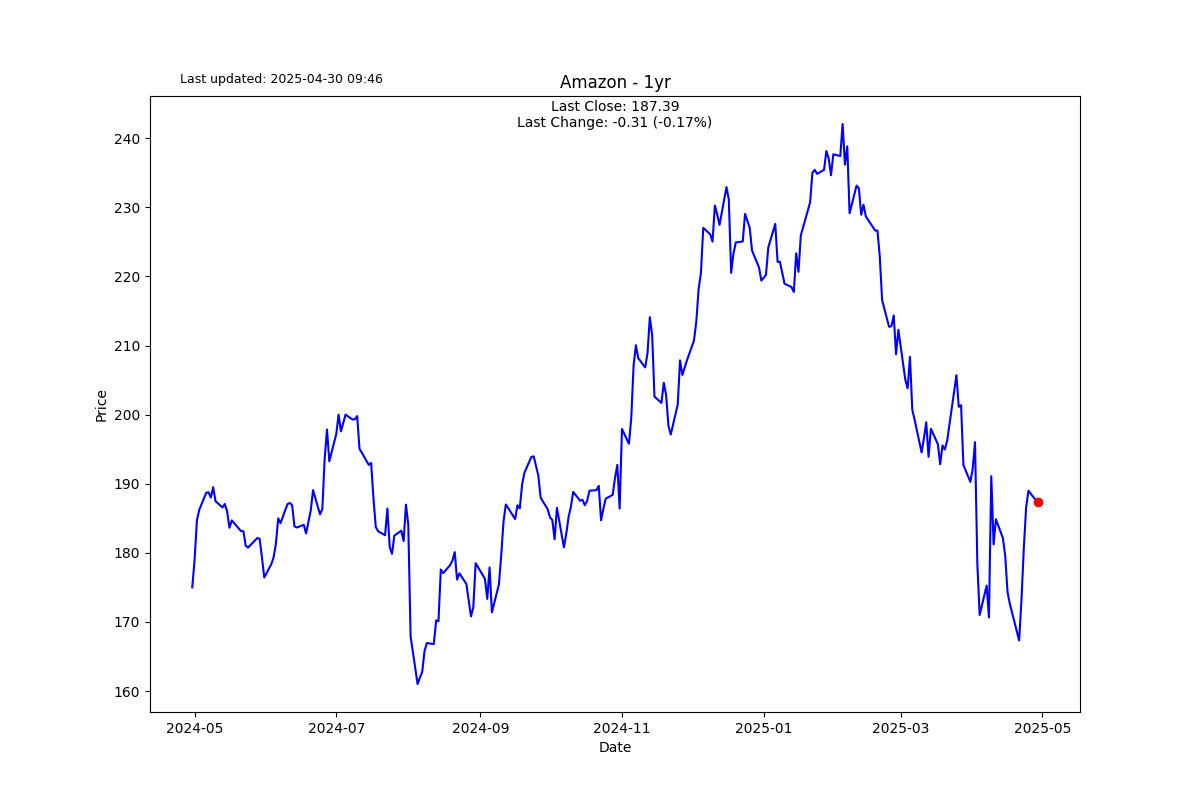 Last updated: 2025-04-30 09:46
Amazon - 1yr
Last Close: 187.39
Last Change: -0.31 (-0.17%)
240
230
220
210
200
190
180
170
160
Price
2024-05 2024-07 2024-09 2024-11 2025-01 2025-03 2025-05
Date